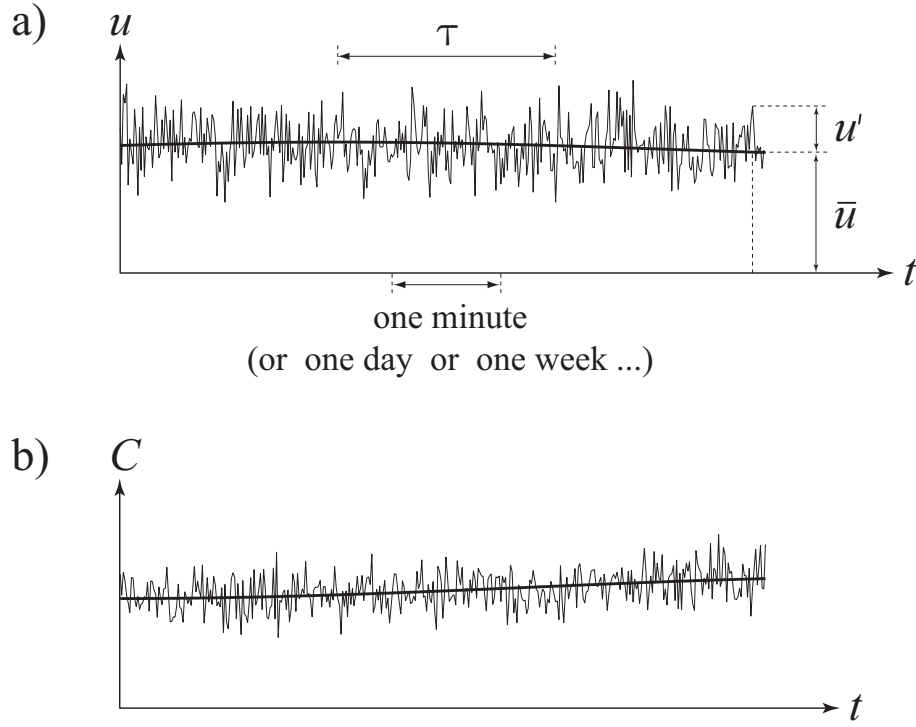 a)
u
τ
u'
u̅
t
one minute
(or one day or one week ...)
b)
C
t